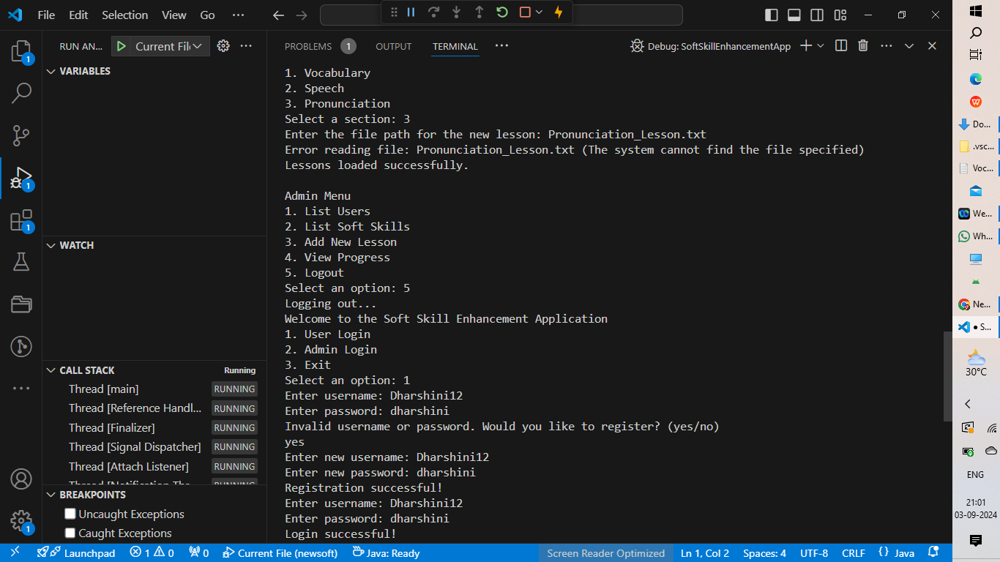 File Edit Selection View Go ···
RUN AN... Current Fil
VARIABLES
WATCH
CALL STACK Running
Thread [main] RUNNING
Thread [Reference Handl... RUNNING
Thread [Finalizer] RUNNING
Thread [Signal Dispatcher] RUNNING
Thread [Attach Listener] RUNNING
BREAKPOINTS
Uncaught Exceptions
Caught Exceptions
PROBLEMS 1 OUTPUT TERMINAL ··· Debug: SoftSkillEnhancementApp
1. Vocabulary
2. Speech
3. Pronunciation
Select a section: 3
Enter the file path for the new lesson: Pronunciation_Lesson.txt
Error reading file: Pronunciation_Lesson.txt (The system cannot find the file specified)
Lessons loaded successfully.
Admin Menu
1. List Users
2. List Soft Skills
3. Add New Lesson
4. View Progress
5. Logout
Select an option: 5
Logging out...
Welcome to the Soft Skill Enhancement Application
1. User Login
2. Admin Login
3. Exit
Select an option: 1
Enter username: Dharshini12
Enter password: dharshini
Invalid username or password. Would you like to register? (yes/no)
yes
Enter new username: Dharshini12
Enter new password: dharshini
Registration successful!
Enter username: Dharshini12
Enter password: dharshini
Login successful!
Launchpad 1 0 0 Current File (newsoft) Java: Ready Screen Reader Optimized Ln 1, Col 2 Spaces: 4 UTF-8 CRLF {} Java
Do...
.vsc...
Voc...
We...
Wh...
Ne...
● S...
30°C
ENG
21:01
03-09-2024